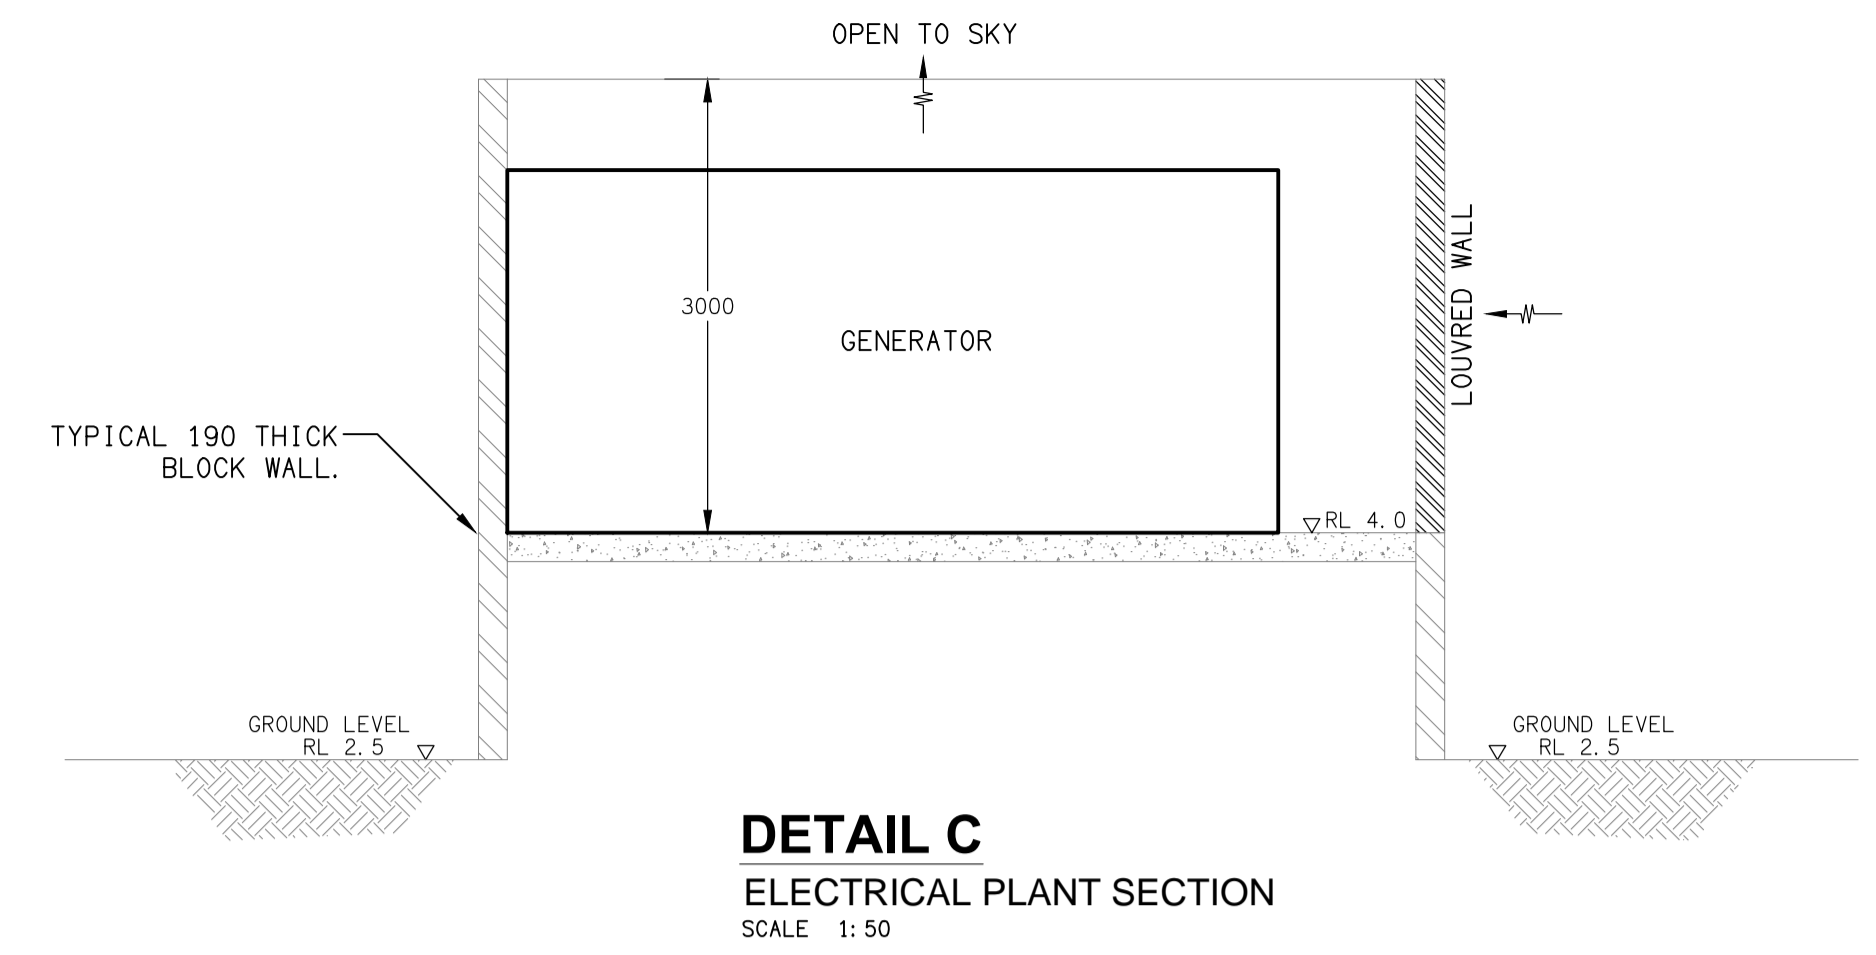 OPEN TO SKY
3000
GENERATOR
LOUVRED WALL
TYPICAL 190 THICK
BLOCK WALL.
RL 4.0
GROUND LEVEL
RL 2.5
GROUND LEVEL
RL 2.5
DETAIL C
ELECTRICAL PLANT SECTION
SCALE 1:50